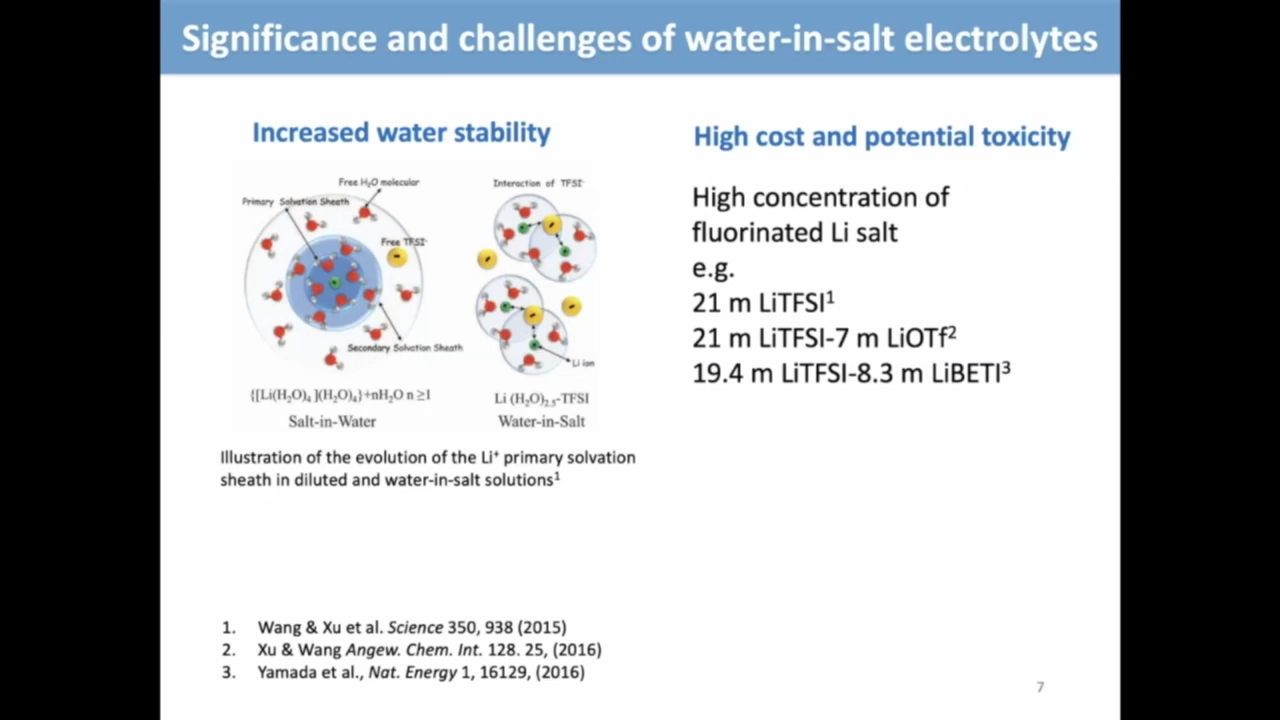 Significance and challenges of water-in-salt electrolytes
Increased water stability
Free H₂O molecular
Primary Solvation Sheath
Free TFSI⁻
Secondary Solvation Sheath
{[Li(H₂O)₄](H₂O)₄}+nH₂O n ≥1
Salt-in-Water
Interaction of TFSI⁻
Li ion
Li (H₂O)₂.₅-TFSI
Water-in-Salt
Illustration of the evolution of the Li⁺ primary solvation
sheath in diluted and water-in-salt solutions¹
High cost and potential toxicity
High concentration of
fluorinated Li salt
e.g.
21 m LiTFSI¹
21 m LiTFSI-7 m LiOTf²
19.4 m LiTFSI-8.3 m LiBETI³
1. Wang & Xu et al. Science 350, 938 (2015)
2. Xu & Wang Angew. Chem. Int. 128. 25, (2016)
3. Yamada et al., Nat. Energy 1, 16129, (2016)
7